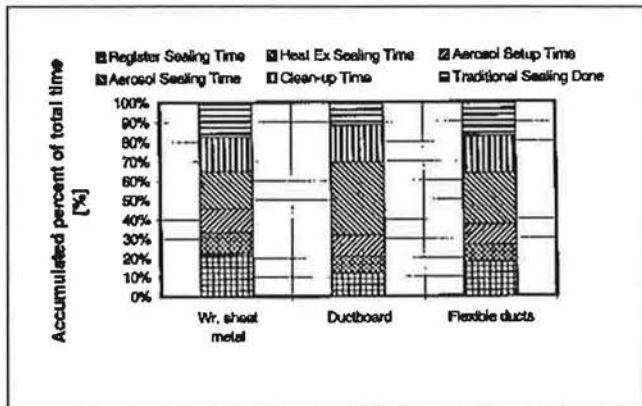 Register Sealing Time Heat Ex Sealing Time Aerosol Setup Time
Aerosol Sealing Time Clean-up Time Traditional Sealing Done
Accumulated percent of total time
[%]
100%
90%
80%
70%
60%
50%
40%
30%
20%
10%
0%
Wr, sheet
metal
Ductboard
Flexible ducts